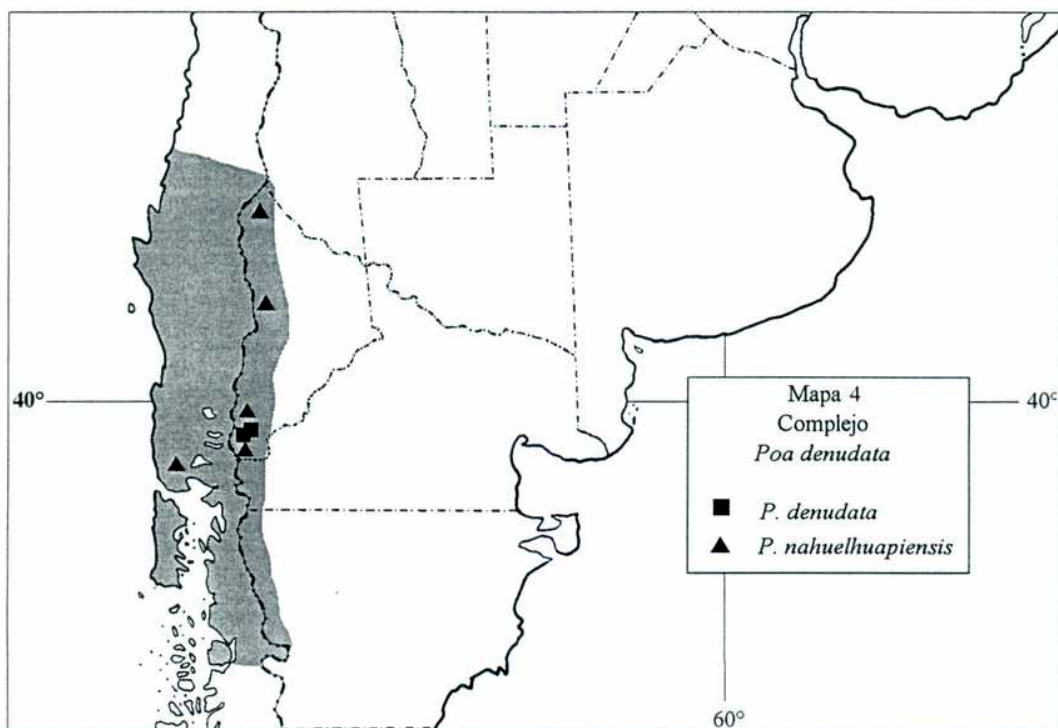 40°
Mapa 4
Complejo
Poa denudata
P. denudata
P. nahuelhuapiensis
40°
60°